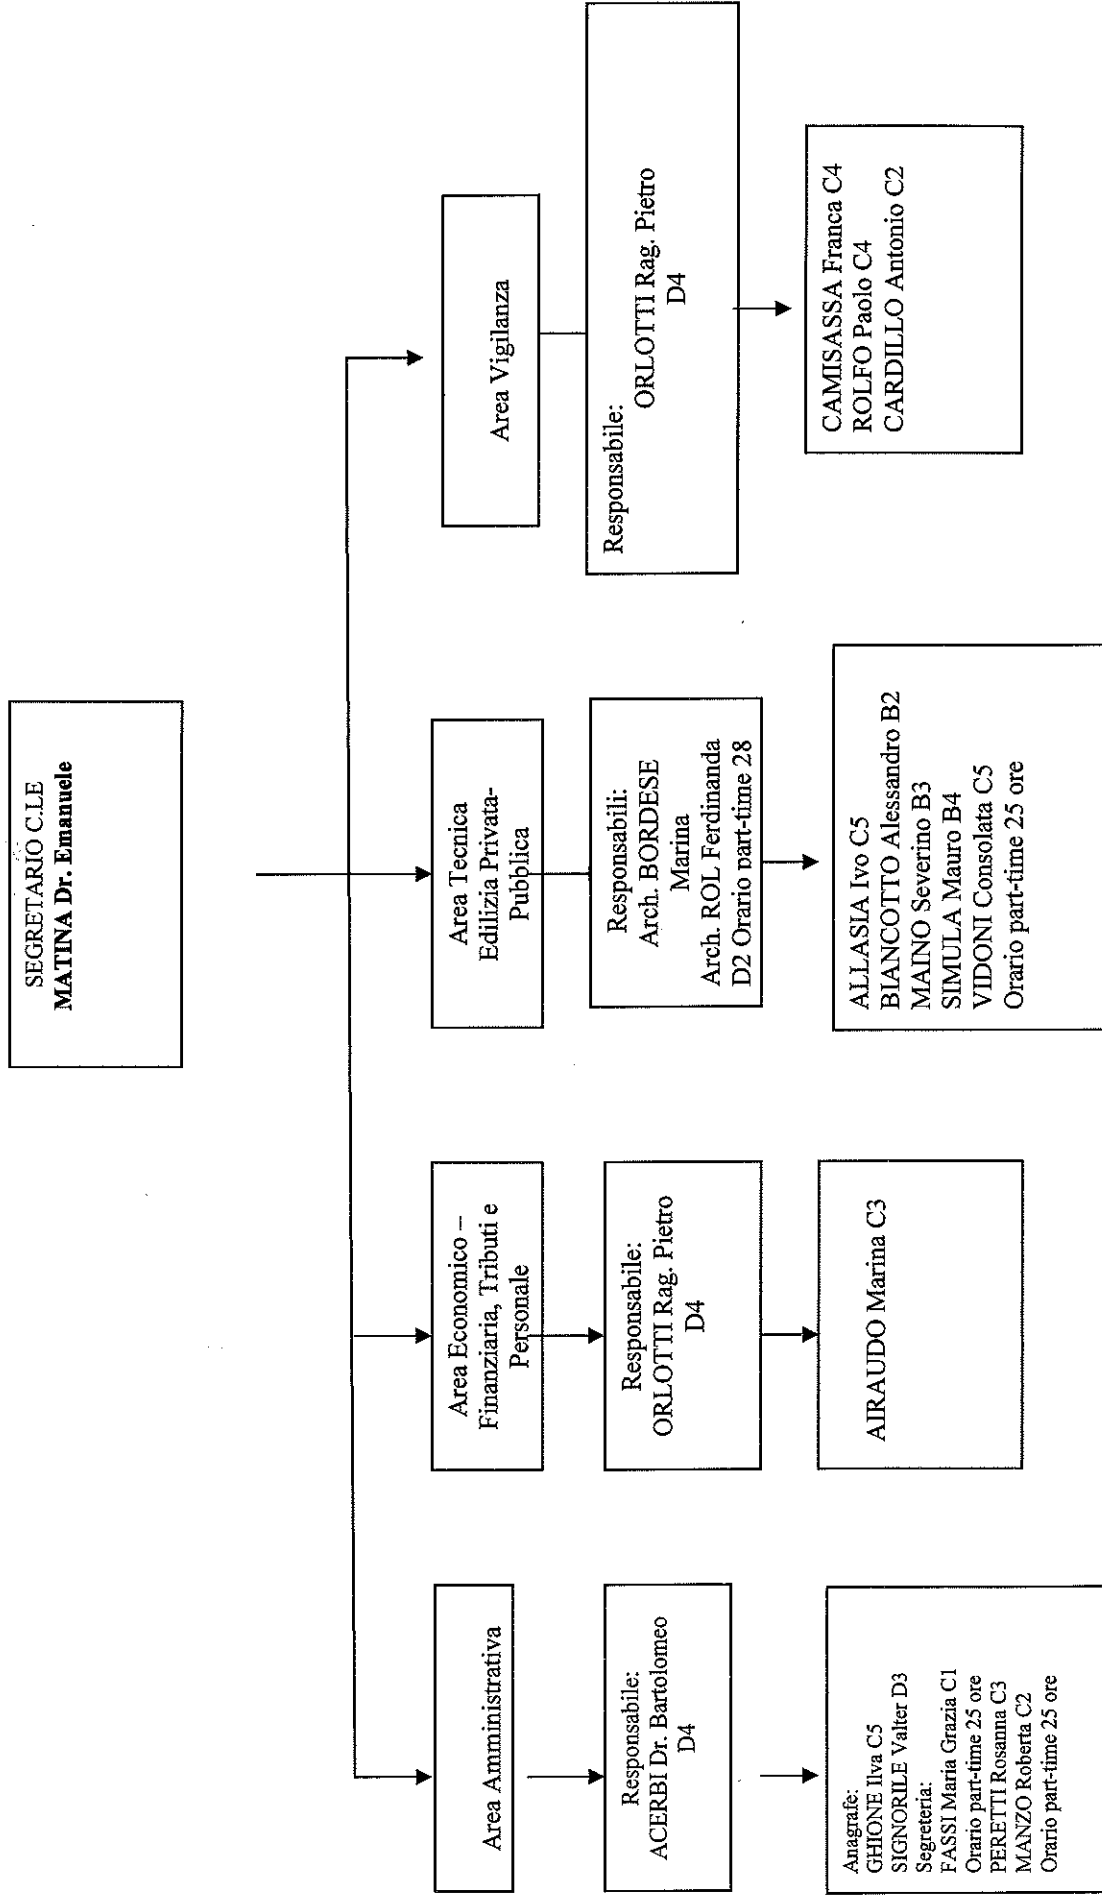 SEGRETARIO C.LE
MATINA Dr. Emanuele
Area Amministrativa
Responsabile:
ACERBI Dr. Bartolomeo
D4
Anagrafe:
GHIONE Ilva C5
SIGNORILE Valter D3
Segreteria:
FASSI Maria Grazia C1
Orario part-time 25 ore
PERETTI Rosanna C3
MANZO Roberta C2
Orario part-time 25 ore
Area Economico –
Finanziaria, Tributi e
Personale
Responsabile:
ORLOTTI Rag. Pietro
D4
AIRAUDO Marina C3
Area Tecnica
Edilizia Privata-
Pubblica
Responsabili:
Arch. BORDESE
Marina
Arch. ROL Ferdinanda
D2 Orario part-time 28
ALLASIA Ivo C5
BIANCOTTO Alessandro B2
MAINO Severino B3
SIMULA Mauro B4
VIDONI Consolata C5
Orario part-time 25 ore
Area Vigilanza
Responsabile:
ORLOTTI Rag. Pietro
D4
CAMISASSA Franca C4
ROLFO Paolo C4
CARDILLO Antonio C2